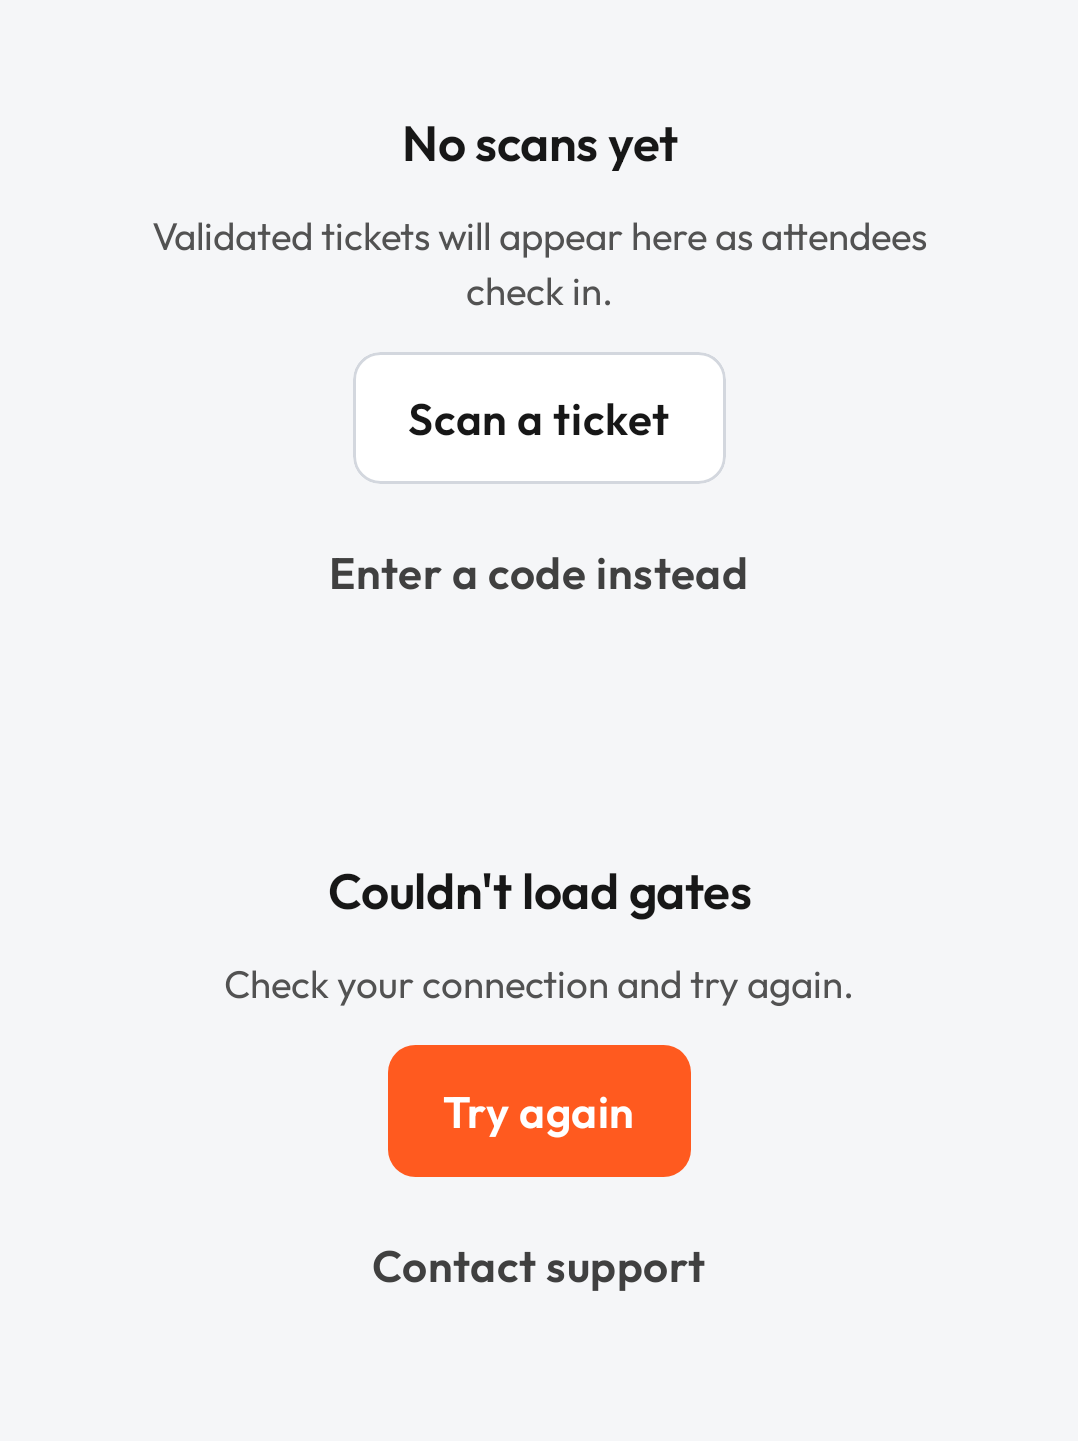 No scans yet
Validated tickets will appear here as attendees
check in.
Scan a ticket
Enter a code instead
Couldn't load gates
Check your connection and try again.
Try again
Contact support